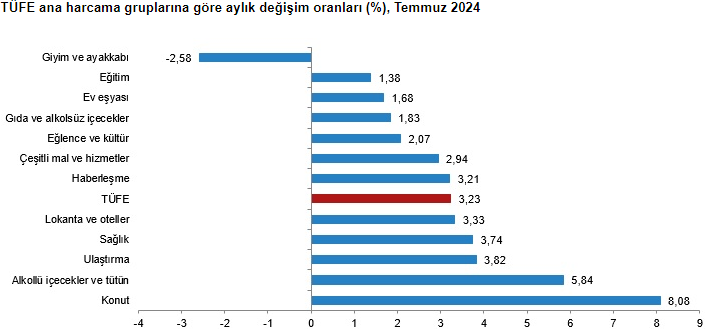 TÜFE ana harcama gruplarına göre aylık değişim oranları (%), Temmuz 2024
Giyim ve ayakkabı -2,58
Eğitim 1,38
Ev eşyası 1,68
Gıda ve alkolsüz içecekler 1,83
Eğlence ve kültür 2,07
Çeşitli mal ve hizmetler 2,94
Haberleşme 3,21
TÜFE 3,23
Lokanta ve oteller 3,33
Sağlık 3,74
Ulaştırma 3,82
Alkollü içecekler ve tütün 5,84
Konut 8,08
-4 -3 -2 -1 0 1 2 3 4 5 6 7 8 9